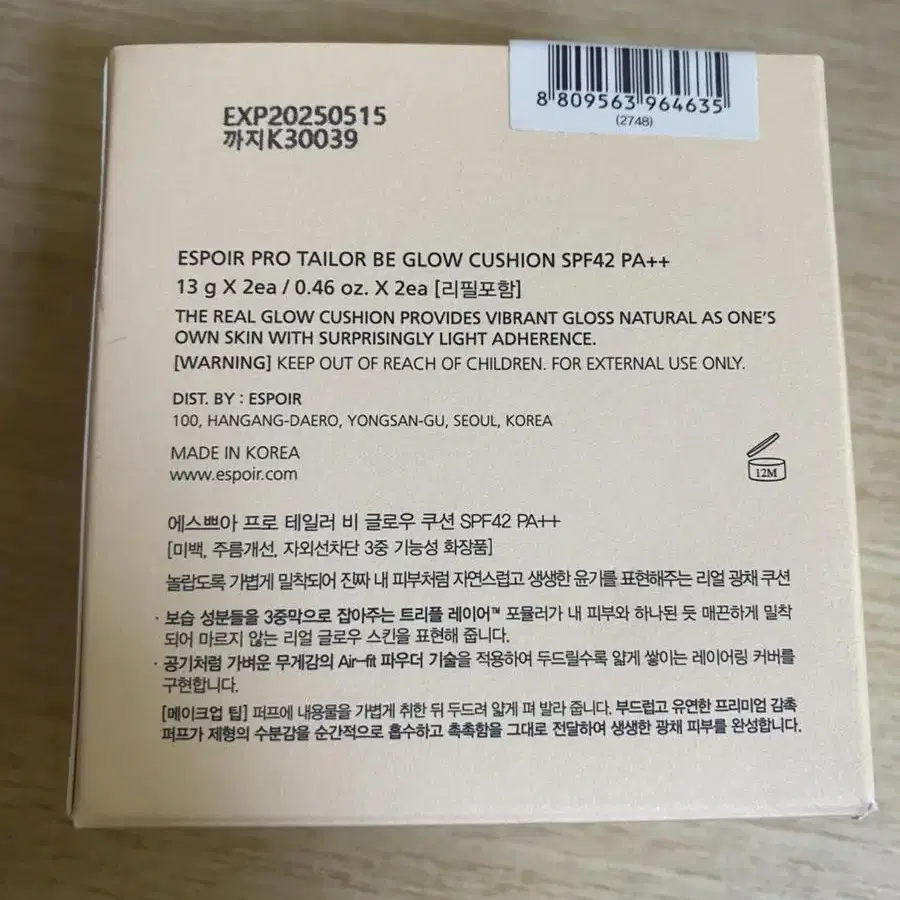 EXP20250515
까지K30039
8 809563 964635
(2748)
ESPOIR PRO TAILOR BE GLOW CUSHION SPF42 PA++
13 g X 2ea / 0.46 oz. X 2ea [리필포함]
THE REAL GLOW CUSHION PROVIDES VIBRANT GLOSS NATURAL AS ONE'S
OWN SKIN WITH SURPRISINGLY LIGHT ADHERENCE.
[WARNING] KEEP OUT OF REACH OF CHILDREN. FOR EXTERNAL USE ONLY.
DIST. BY : ESPOIR
100, HANGANG-DAERO, YONGSAN-GU, SEOUL, KOREA
MADE IN KOREA
www.espoir.com
12M
에스쁘아 프로 테일러 비 글로우 쿠션 SPF42 PA++
[미백, 주름개선, 자외선차단 3중 기능성 화장품]
놀랍도록 가볍게 밀착되어 진짜 내 피부처럼 자연스럽고 생생한 윤기를 표현해주는 리얼 광채 쿠션
· 보습 성분들을 3중막으로 잡아주는 트리플 레이어™ 포뮬러가 내 피부와 하나된 듯 매끈하게 밀착
되어 마르지 않는 리얼 글로우 스킨을 표현해 줍니다.
· 공기처럼 가벼운 무게감의 Air-fit 파우더 기술을 적용하여 두드릴수록 얇게 쌓이는 레이어링 커버를
구현합니다.
[메이크업 팁] 퍼프에 내용물을 가볍게 취한 뒤 두드려 얇게 펴 발라 줍니다. 부드럽고 유연한 프리미엄 감촉
퍼프가 제형의 수분감을 순간적으로 흡수하고 촉촉함을 그대로 전달하여 생생한 광채 피부를 완성합니다.